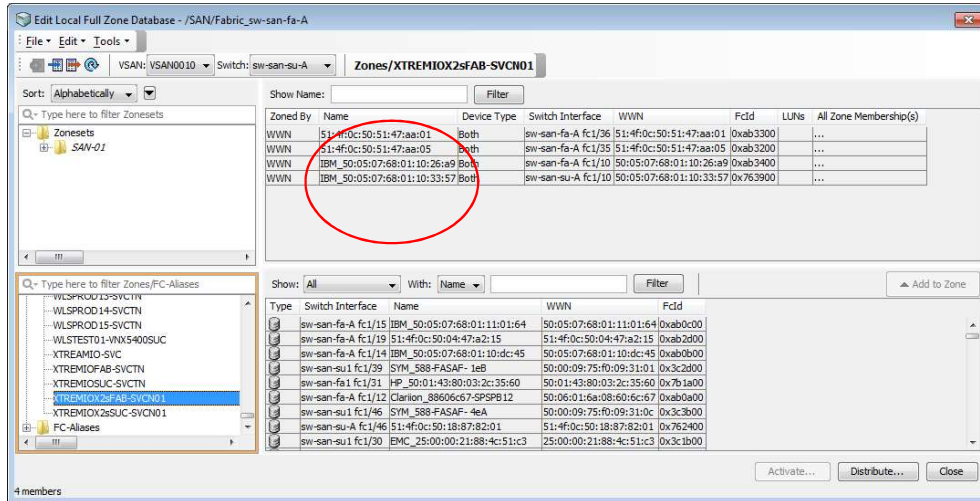 Edit Local Full Zone Database - /SAN/Fabric_sw-san-fa-A
File Edit Tools
VSAN: VSAN0010 Switch: sw-san-su-A Zones/XTREMIOX2sFAB-SVCN01
Sort: Alphabetically
Type here to filter Zonesets
Zonesets
SAN-01
Show Name: Filter
Zoned By Name Device Type Switch Interface WWN FcId LUNs All Zone Membership(s)
WWN 51:4f:0c:50:51:47:aa:01 Both sw-san-fa-A fc1/36 51:4f:0c:50:51:47:aa:01 0xab3300 ...
WWN 51:4f:0c:50:51:47:aa:05 Both sw-san-fa-A fc1/35 51:4f:0c:50:51:47:aa:05 0xab3200 ...
WWN IBM_50:05:07:68:01:10:26:a9 Both sw-san-fa-A fc1/10 50:05:07:68:01:10:26:a9 0xab3400 ...
WWN IBM_50:05:07:68:01:10:33:57 Both sw-san-su-A fc1/10 50:05:07:68:01:10:33:57 0x763900 ...
Type here to filter Zones/FC-Aliases
WLSPROD13-SVCTN
WLSPROD14-SVCTN
WLSPROD15-SVCTN
WLSTEST01-VNX5400SUC
XTREAMIO-SVC
XTREMIOFAB-SVCTN
XTREMIOSUC-SVCTN
XTREMIOX2sFAB-SVCN01
XTREMIOX2sSUC-SVCN01
FC-Aliases
Show: All With: Name Filter Add to Zone
Type Switch Interface Name WWN FcId
sw-san-fa-A fc1/15 IBM_50:05:07:68:01:11:01:64 50:05:07:68:01:11:01:64 0xab0c00
sw-san-fa-A fc1/19 51:4f:0c:50:04:47:a2:15 51:4f:0c:50:04:47:a2:15 0xab2d00
sw-san-fa-A fc1/14 IBM_50:05:07:68:01:10:dc:45 50:05:07:68:01:10:dc:45 0xab0b00
sw-san-su1 fc1/39 SYM_588-FASAF- 1eB 50:00:09:75:f0:09:31:01 0x3c2d00
sw-san-fa1 fc1/31 HP_50:01:43:80:03:2c:35:60 50:01:43:80:03:2c:35:60 0x7b1a00
sw-san-fa-A fc1/12 Clariion_88606c67-SPSPB12 50:06:01:6a:08:60:6c:67 0xab0a00
sw-san-su1 fc1/46 SYM_588-FASAF- 4eA 50:00:09:75:f0:09:31:0c 0x3c3b00
sw-san-su-A fc1/46 51:4f:0c:50:18:87:82:01 51:4f:0c:50:18:87:82:01 0x762400
sw-san-su1 fc1/30 EMC_25:00:00:21:88:4c:51:c3 25:00:00:21:88:4c:51:c3 0x3c1b00
Activate... Distribute... Close
4 members